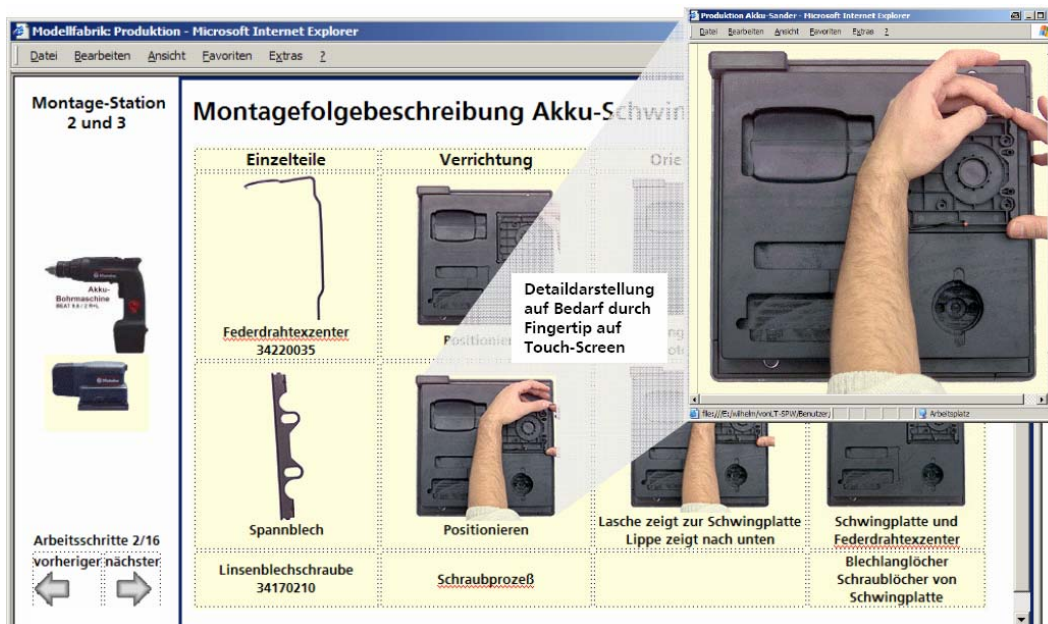 Modellfabrik: Produktion - Microsoft Internet Explorer
Datei Bearbeiten Ansicht Favoriten Extras ?
Montage-Station
2 und 3
Akku-
Bohrmaschine
Arbeitsschritte 2/16
vorheriger nächster
Montagefolgebeschreibung Akku-Schwin
Einzelteile Verrichtung Orie
Federdrahtexzenter
34220035
Positionieren
Spannblech
Positionieren
Lasche zeigt zur Schwingplatte
Lippe zeigt nach unten
Schwingplatte und
Federdrahtexzenter
Linsenblechschraube
34170210
Schraubprozeß
Blechlanglöcher
Schraublöcher von
Schwingplatte
Detaildarstellung
auf Bedarf durch
Fingertip auf
Touch-Screen
Produktion Akku-Sander - Microsoft Internet Explorer
Datei Bearbeiten Ansicht Favoriten Extras ?
Arbeitsplatz